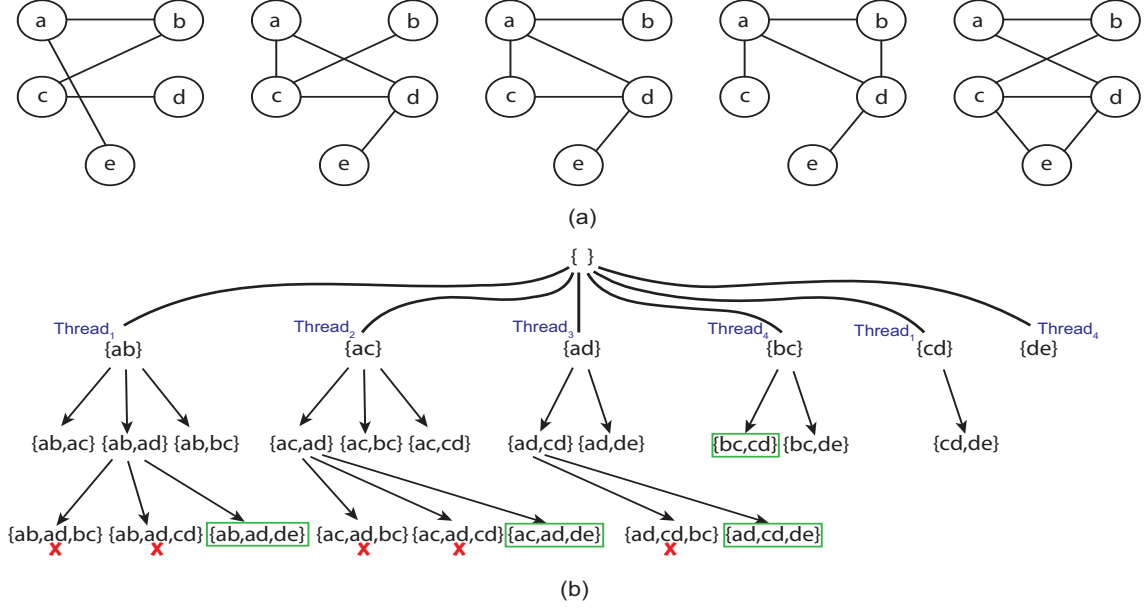 a b a b a b a b a b
c d c d c d c d c d
e e e e e
(a)
{ }
Thread1 Thread2 Thread3 Thread4 Thread1 Thread4
{ab} {ac} {ad} {bc} {cd} {de}
{ab,ac} {ab,ad} {ab,bc} {ac,ad} {ac,bc} {ac,cd} {ad,cd} {ad,de} {bc,cd} {bc,de} {cd,de}
{ab,ad,bc} {ab,ad,cd} {ab,ad,de} {ac,ad,bc} {ac,ad,cd} {ac,ad,de} {ad,cd,bc} {ad,cd,de}
(b)